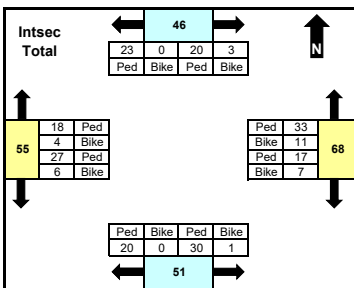 Intsec
Total
46
N
23 0 20 3
Ped Bike Ped Bike
55
18 Ped
4 Bike
27 Ped
6 Bike
Ped 33
Bike 11
Ped 17
Bike 7
68
Ped Bike Ped Bike
20 0 30 1
51